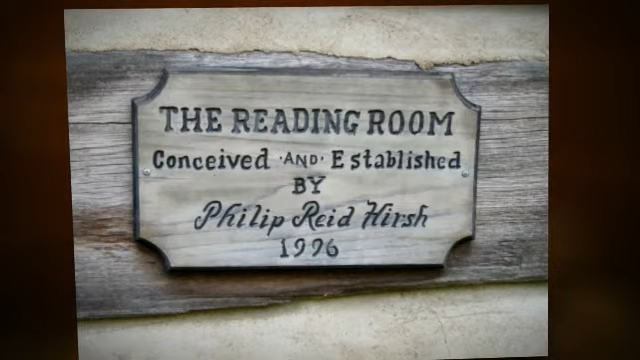 THE READING ROOM
Conceived ·AND· Established
BY
Philip Reid Hirsh
1996